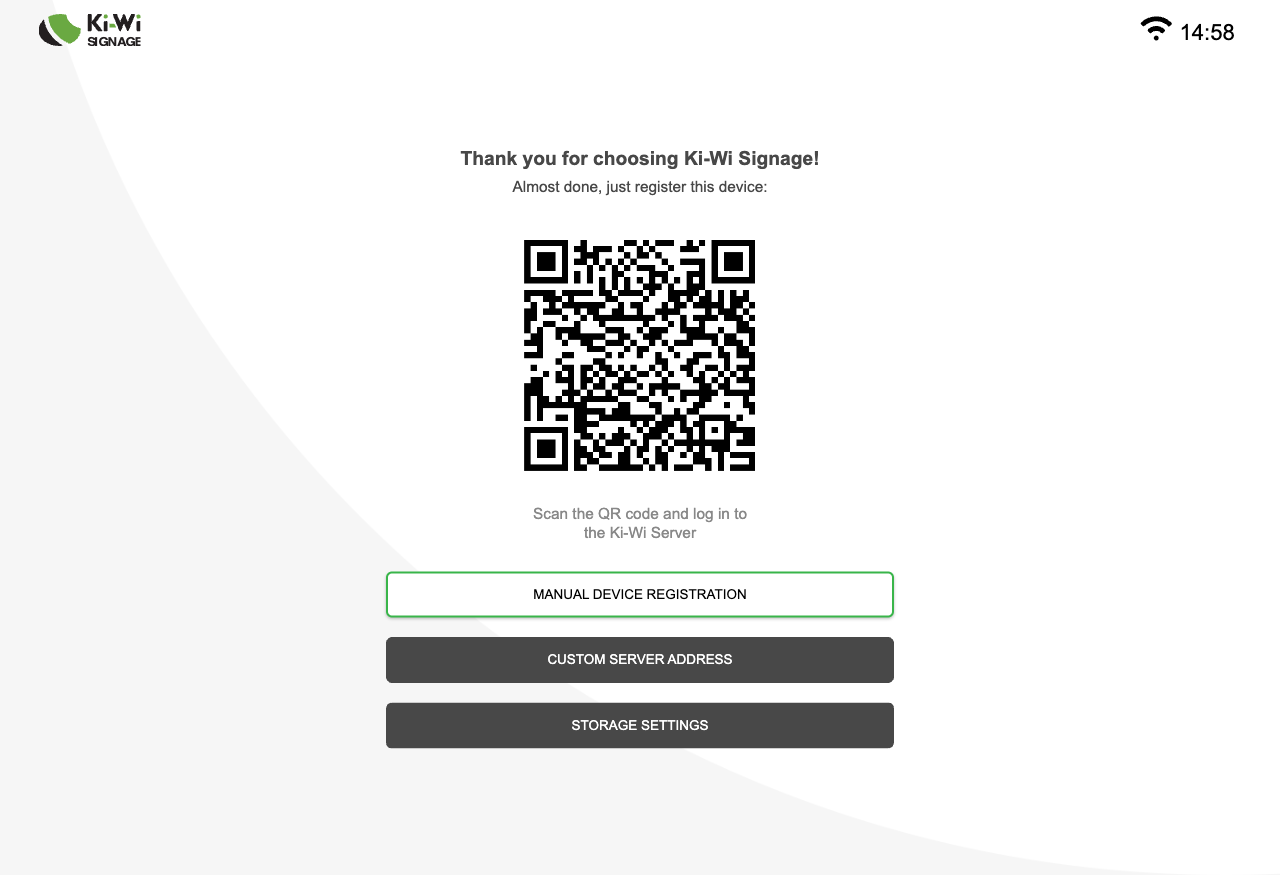 Ki-Wi
SIGNAGE
14:58
Thank you for choosing Ki-Wi Signage!
Almost done, just register this device:
Scan the QR code and log in to
the Ki-Wi Server
MANUAL DEVICE REGISTRATION
CUSTOM SERVER ADDRESS
STORAGE SETTINGS